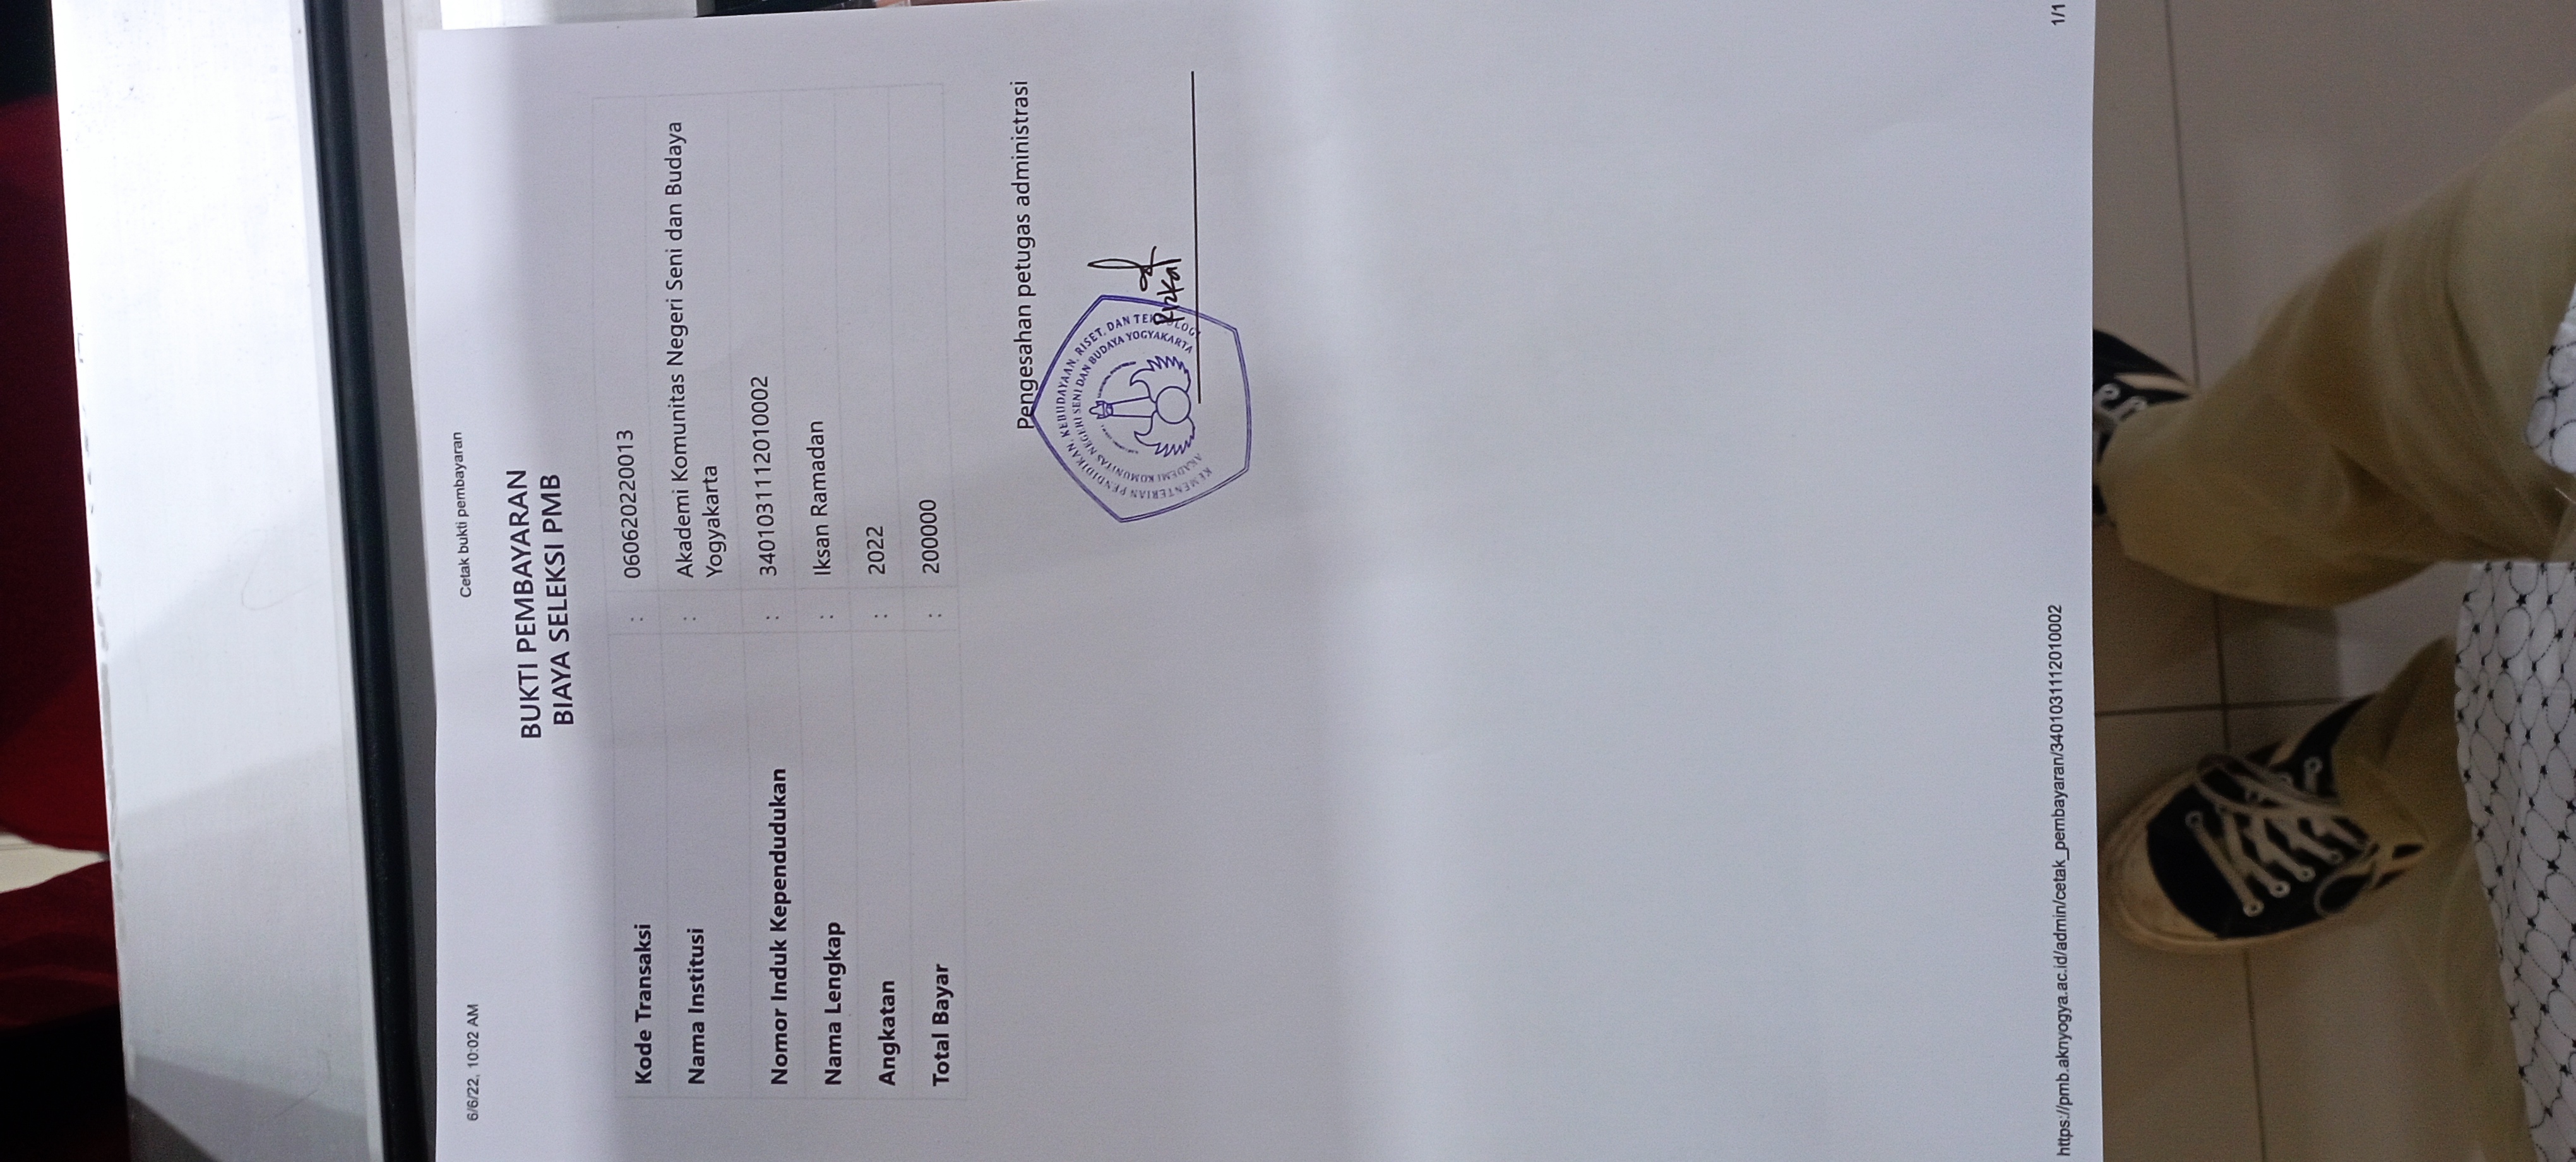 6/6/22, 10:02 AM
Cetak bukti pembayaran
BUKTI PEMBAYARAN
BIAYA SELEKSI PMB
Kode Transaksi : 060620220013
Nama Institusi : Akademi Komunitas Negeri Seni dan Budaya
Yogyakarta
Nomor Induk Kependudukan : 3401031112010002
Nama Lengkap : Iksan Ramadan
Angkatan : 2022
Total Bayar : 200000
Pengesahan petugas administrasi
KEMENTERIAN PENDIDIKAN, KEBUDAYAAN, RISET, DAN
AKADEMI KOMUNITAS NEGERI SENI DAN BUDAYA YOGYAKARTA
Rizkal
https://pmb.aknyogya.ac.id/admin/cetak_pembayaran/3401031112010002
1/1